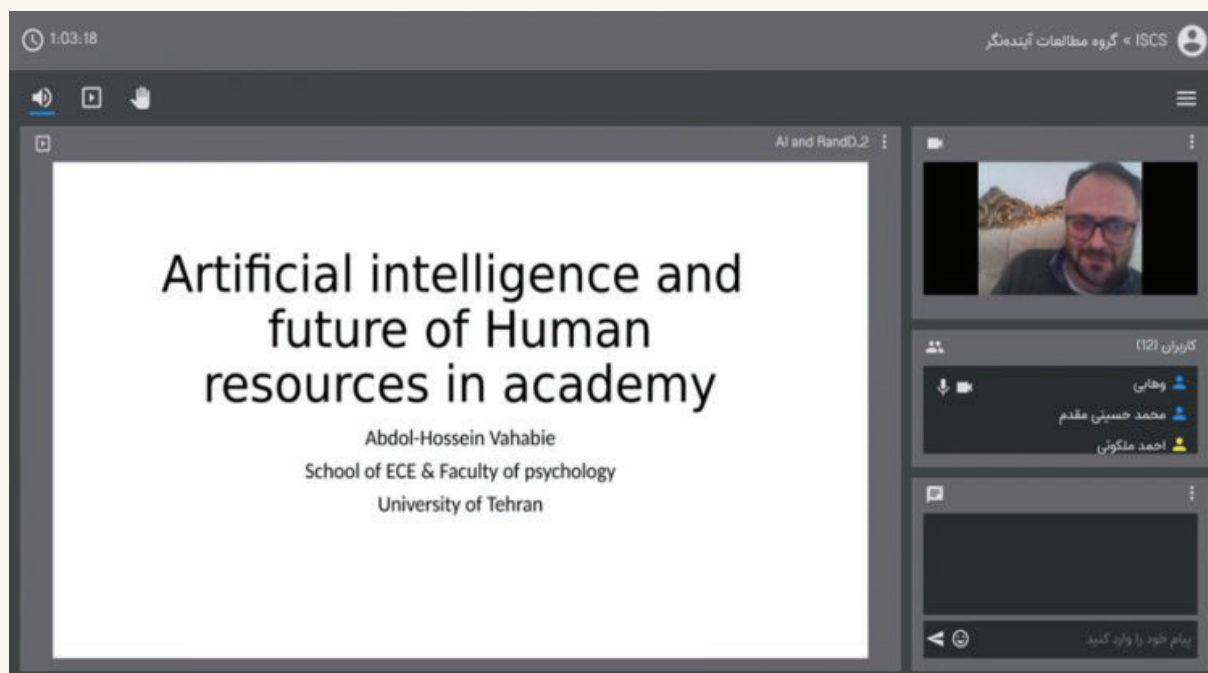 1:03:18
ISCS » گروه مطالعات آینده‌نگر
AI and RandD.2
Artificial intelligence and
future of Human
resources in academy
Abdol-Hossein Vahabie
School of ECE & Faculty of psychology
University of Tehran
کاربران (12)
وهابی
محمد حسینی مقدم
احمد ملکوتی
پیام خود را وارد کنید